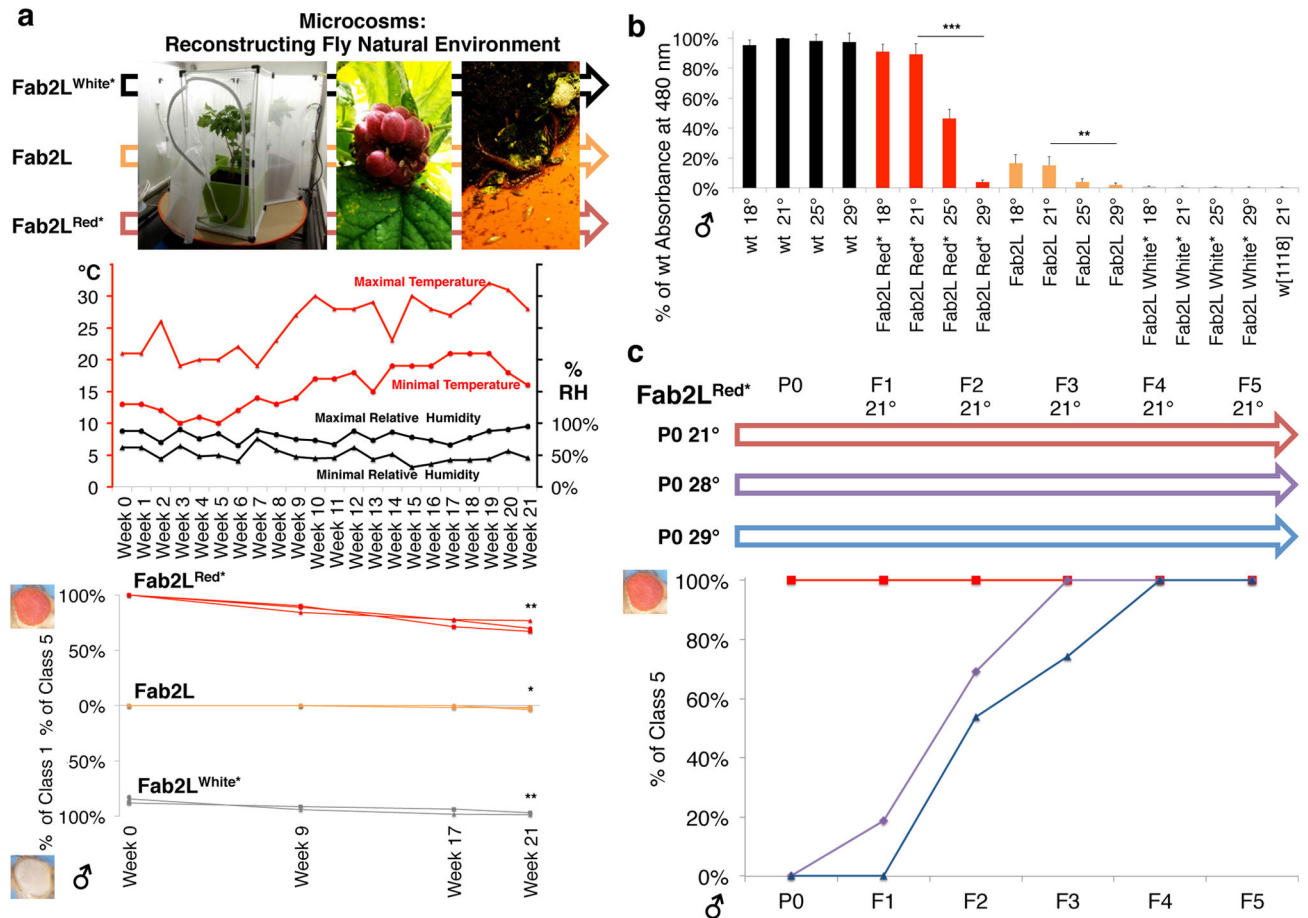 a
Microcosms:
Reconstructing Fly Natural Environment
Fab2L^White*
Fab2L
Fab2L^Red*
°C
30
25
20
15
10
5
0
Maximal Temperature
Minimal Temperature
Maximal Relative Humidity
Minimal Relative Humidity
%
RH
100%
50%
0%
Week 0
Week 1
Week 2
Week 3
Week 4
Week 5
Week 6
Week 7
Week 8
Week 9
Week 10
Week 11
Week 12
Week 13
Week 14
Week 15
Week 16
Week 17
Week 18
Week 19
Week 20
Week 21
% of Class 1 % of Class 5
100%
50%
0%
50%
100%
Fab2L^Red*
**
Fab2L
*
Fab2L^White*
**
♂
Week 0
Week 9
Week 17
Week 21
b
% of wt Absorbance at 480 nm
100%
80%
60%
40%
20%
0%
***
**
♂
wt 18°
wt 21°
wt 25°
wt 29°
Fab2L Red* 18°
Fab2L Red* 21°
Fab2L Red* 25°
Fab2L Red* 29°
Fab2L 18°
Fab2L 21°
Fab2L 25°
Fab2L 29°
Fab2L White* 18°
Fab2L White* 21°
Fab2L White* 25°
Fab2L White* 29°
w[1118] 21°
c
Fab2L^Red*
P0 F1 F2 F3 F4 F5
21° 21° 21° 21° 21°
P0 21°
P0 28°
P0 29°
% of Class 5
100%
80%
60%
40%
20%
0%
♂
P0 F1 F2 F3 F4 F5